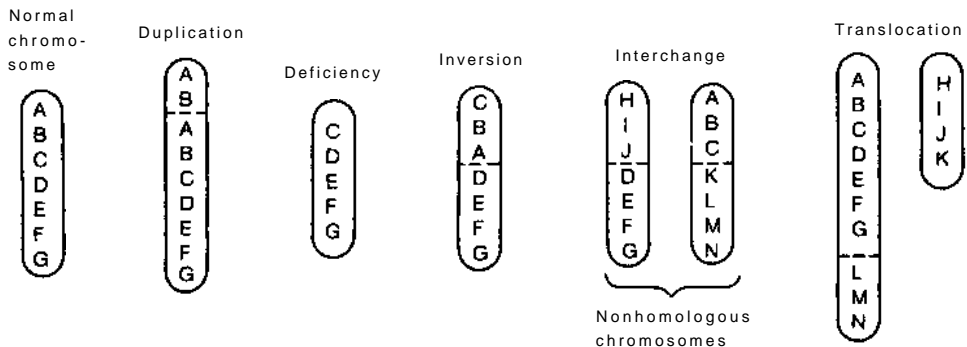 Normal
chromo-
some
A
B
C
D
E
F
G
Duplication
A
B
A
B
C
D
E
F
G
Deficiency
C
D
E
F
G
Inversion
C
B
A
D
E
F
G
Interchange
H
I
J
D
E
F
G
A
B
C
K
L
M
N
Nonhomologous
chromosomes
Translocation
A
B
C
D
E
F
G
L
M
N
H
I
J
K